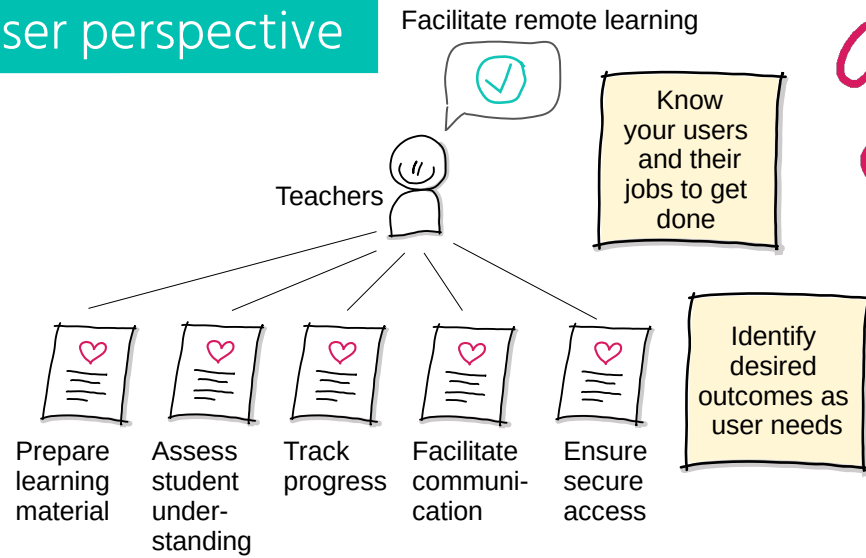 ser perspective
Facilitate remote learning
Know
your users
and their
jobs to get
done
Teachers
Identify
desired
outcomes as
user needs
Prepare
learning
material
Assess
student
under-
standing
Track
progress
Facilitate
communi-
cation
Ensure
secure
access